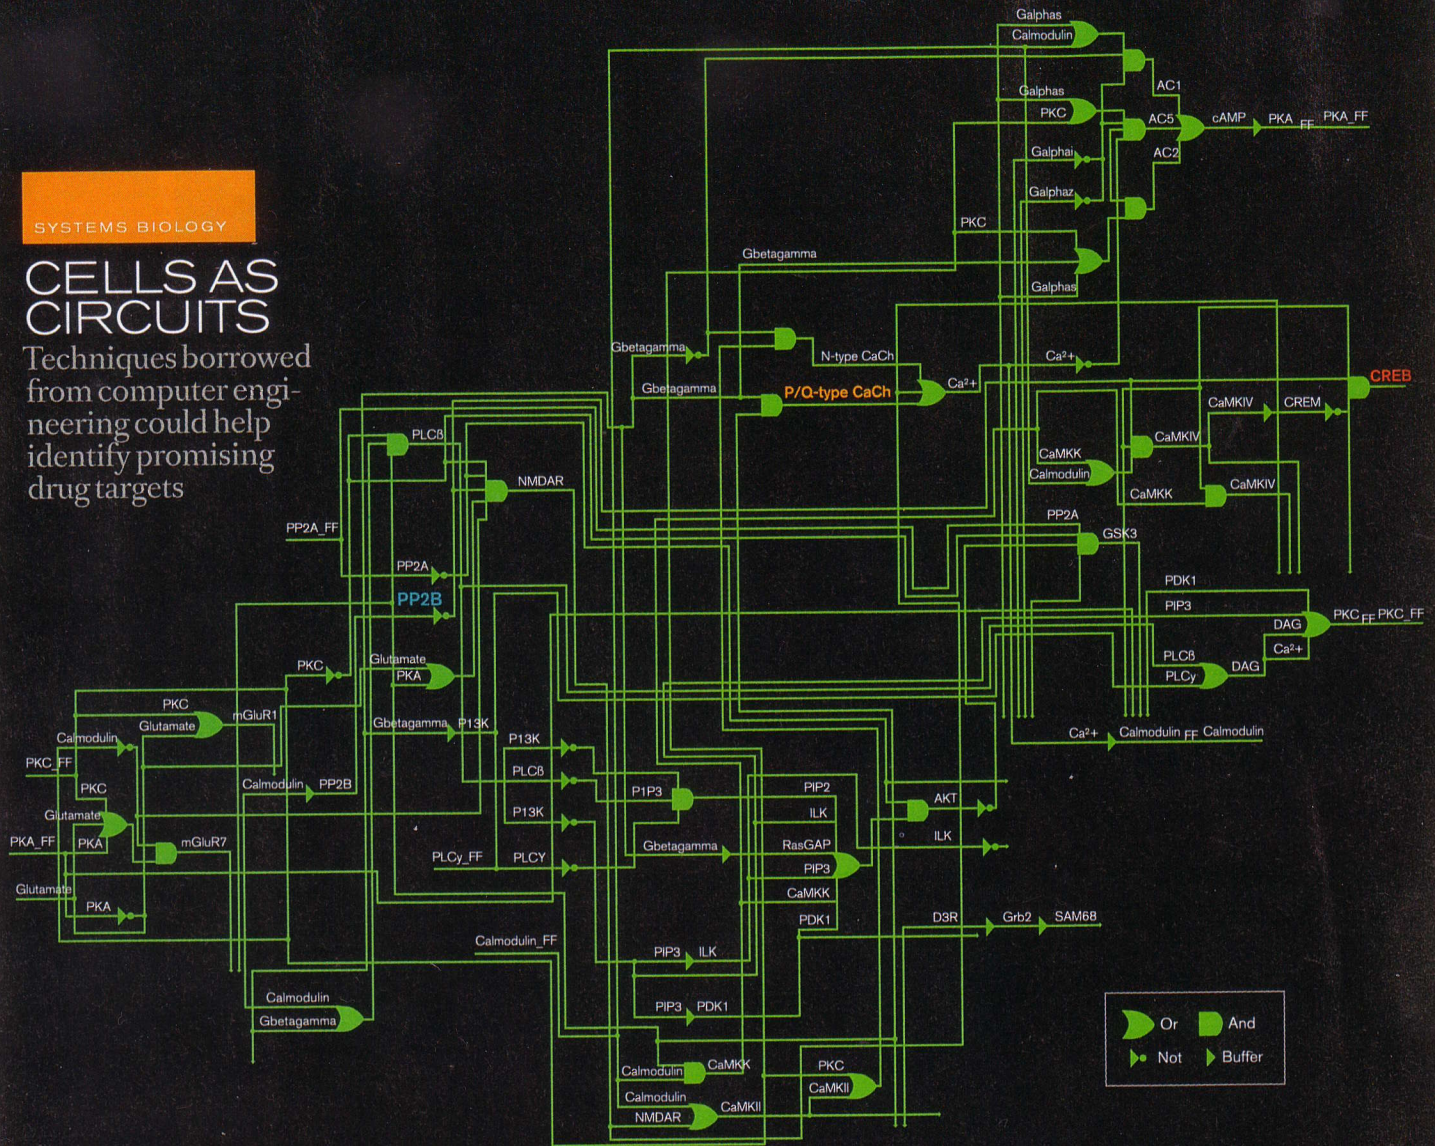 SYSTEMS BIOLOGY
CELLS AS
CIRCUITS
Techniques borrowed
from computer engi-
neering could help
identify promising
drug targets
Galphas
Calmodulin
AC1
Galphas
PKC
AC5
cAMP
PKA
FF
PKA_FF
Galphai
AC2
Galphaz
PKC
Gbetagamma
Galphas
Gbetagamma
N-type CaCh
Ca²+
Gbetagamma
P/Q-type CaCh
Ca²+
CREB
CaMKIV
CREM
PLCß
CaMKIV
CaMKK
Calmodulin
NMDAR
CaMKK
CaMKIV
PP2A_FF
PP2A
GSK3
PP2A
PP2B
PDK1
PIP3
DAG
PKC
FF
PKC_FF
Ca²+
PKC
Glutamate
PKA
PLCß
PLCy
DAG
PKC
Glutamate
mGluR1
Gbetagamma
P13K
Ca²+
Calmodulin
FF
Calmodulin
Calmodulin
P13K
PKC_FF
PLCß
PKC
Calmodulin
PP2B
P1P3
PIP2
AKT
Glutamate
P13K
ILK
PKA_FF
PKA
mGluR7
ILK
PLCy_FF
PLCY
Gbetagamma
RasGAP
PIP3
Glutamate
CaMKK
PKA
PDK1
D3R
Grb2
SAM68
Calmodulin_FF
PIP3
ILK
Calmodulin
PIP3
PDK1
Gbetagamma
Or
And
Not
Buffer
Calmodulin
CaMKK
PKC
CaMKII
Calmodulin
NMDAR
CaMKII